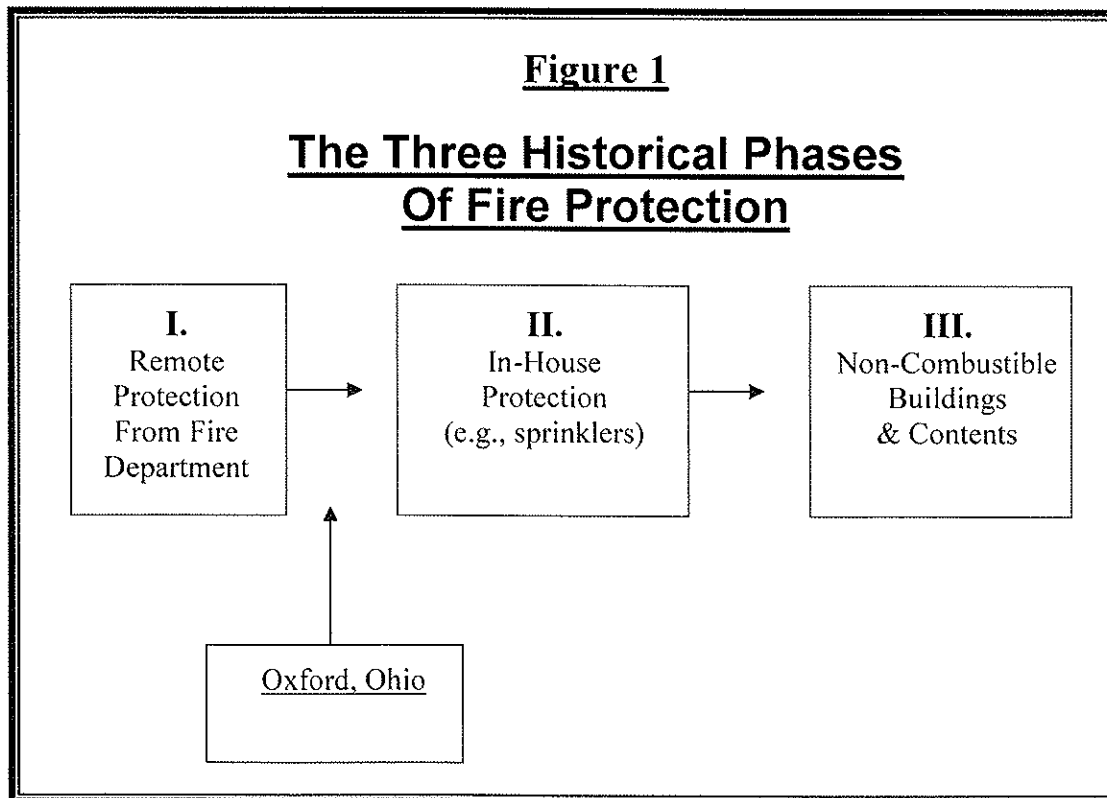 Figure 1
The Three Historical Phases
Of Fire Protection
I.
Remote
Protection
From Fire
Department
II.
In-House
Protection
(e.g., sprinklers)
III.
Non-Combustible
Buildings
& Contents
Oxford, Ohio